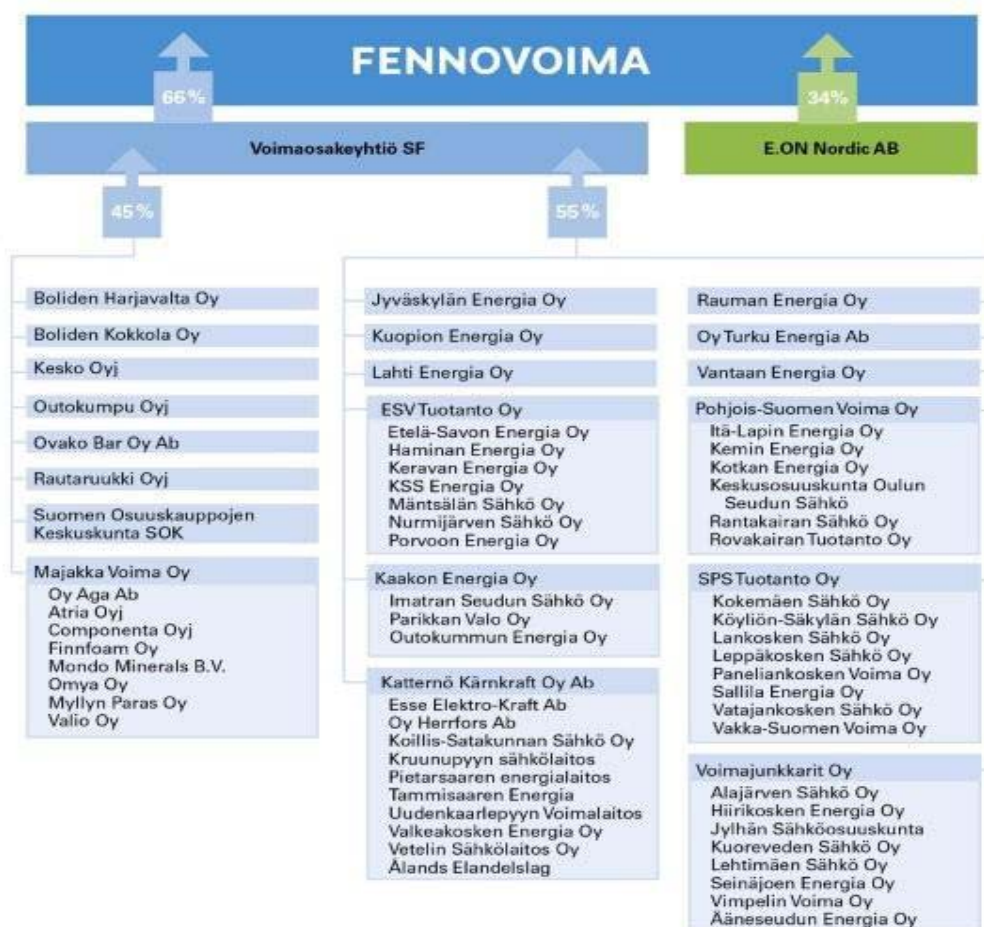 FENNOVOIMA
66%
34%
Voimaosakeyhtiö SF
E.ON Nordic AB
45%
55%
Boliden Harjavalta Oy
Boliden Kokkola Oy
Kesko Oyj
Outokumpu Oyj
Ovako Bar Oy Ab
Rautaruukki Oyj
Suomen Osuuskauppojen
Keskuskunta SOK
Majakka Voima Oy
Oy Aga Ab
Atria Oyj
Componenta Oyj
Finnfoam Oy
Mondo Minerals B.V.
Omya Oy
Myllyn Paras Oy
Valio Oy
Jyväskylän Energia Oy
Kuopion Energia Oy
Lahti Energia Oy
ESV Tuotanto Oy
Etelä-Savon Energia Oy
Haminan Energia Oy
Keravan Energia Oy
KSS Energia Oy
Mäntsälän Sähkö Oy
Nurmijärven Sähkö Oy
Porvoon Energia Oy
Kaakon Energia Oy
Imatran Seudun Sähkö Oy
Parikkan Valo Oy
Outokummun Energia Oy
Katternö Kärnkraft Oy Ab
Esse Elektro-Kraft Ab
Oy Herrfors Ab
Koillis-Satakunnan Sähkö Oy
Kruunupyyn sähkölaitos
Pietarsaaren energialaitos
Tammisaaren Energia
Uudenkaarlepyyn Voimalaitos
Valkeakosken Energia Oy
Vetelin Sähkölaitos Oy
Ålands Elandelslag
Rauman Energia Oy
Oy Turku Energia Ab
Vantaan Energia Oy
Pohjois-Suomen Voima Oy
Itä-Lapin Energia Oy
Kemin Energia Oy
Kotkan Energia Oy
Keskusosuuskunta Oulun
Seudun Sähkö
Rantakairan Sähkö Oy
Rovakairan Tuotanto Oy
SPS Tuotanto Oy
Kokemäen Sähkö Oy
Köyliön-Säkylän Sähkö Oy
Lankosken Sähkö Oy
Leppäkosken Sähkö Oy
Paneliankosken Voima Oy
Sallila Energia Oy
Vatajankosken Sähkö Oy
Vakka-Suomen Voima Oy
Voimajunkkarit Oy
Alajärven Sähkö Oy
Hiirikosken Energia Oy
Jylhän Sähköosuuskunta
Kuoreveden Sähkö Oy
Lehtimäen Sähkö Oy
Seinäjoen Energia Oy
Vimpelin Voima Oy
Ääneseudun Energia Oy